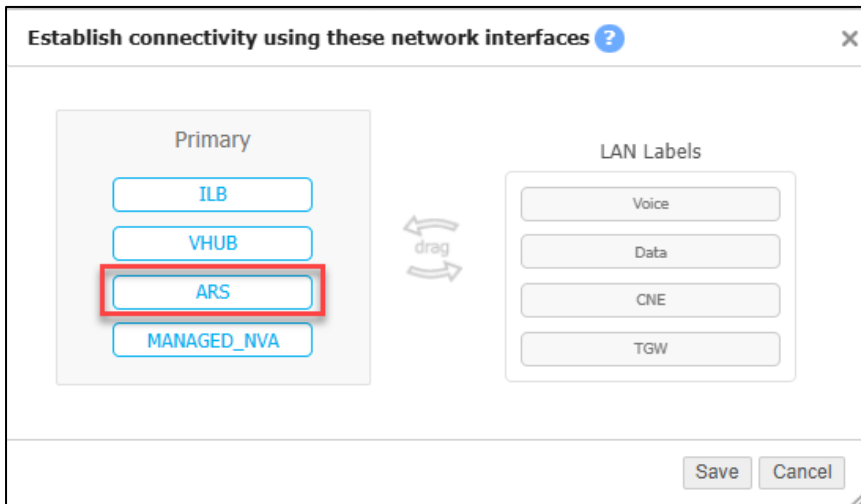 Establish connectivity using these network interfaces ?
Primary
ILB
VHUB
ARS
MANAGED_NVA
drag
LAN Labels
Voice
Data
CNE
TGW
Save Cancel